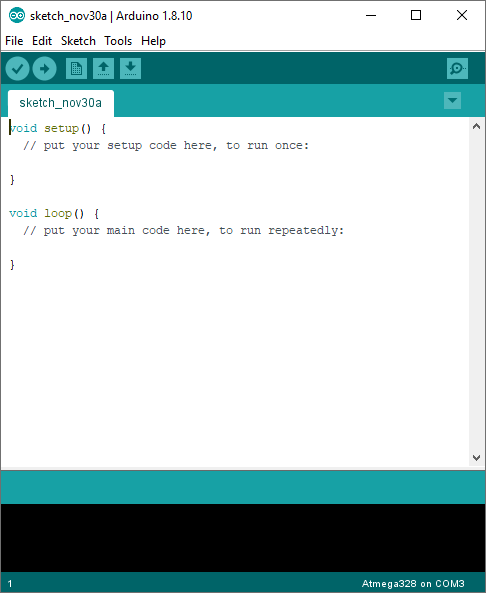 sketch_nov30a | Arduino 1.8.10
File Edit Sketch Tools Help
sketch_nov30a
void setup() {
  // put your setup code here, to run once:
}
void loop() {
  // put your main code here, to run repeatedly:
}
1 Atmega328 on COM3